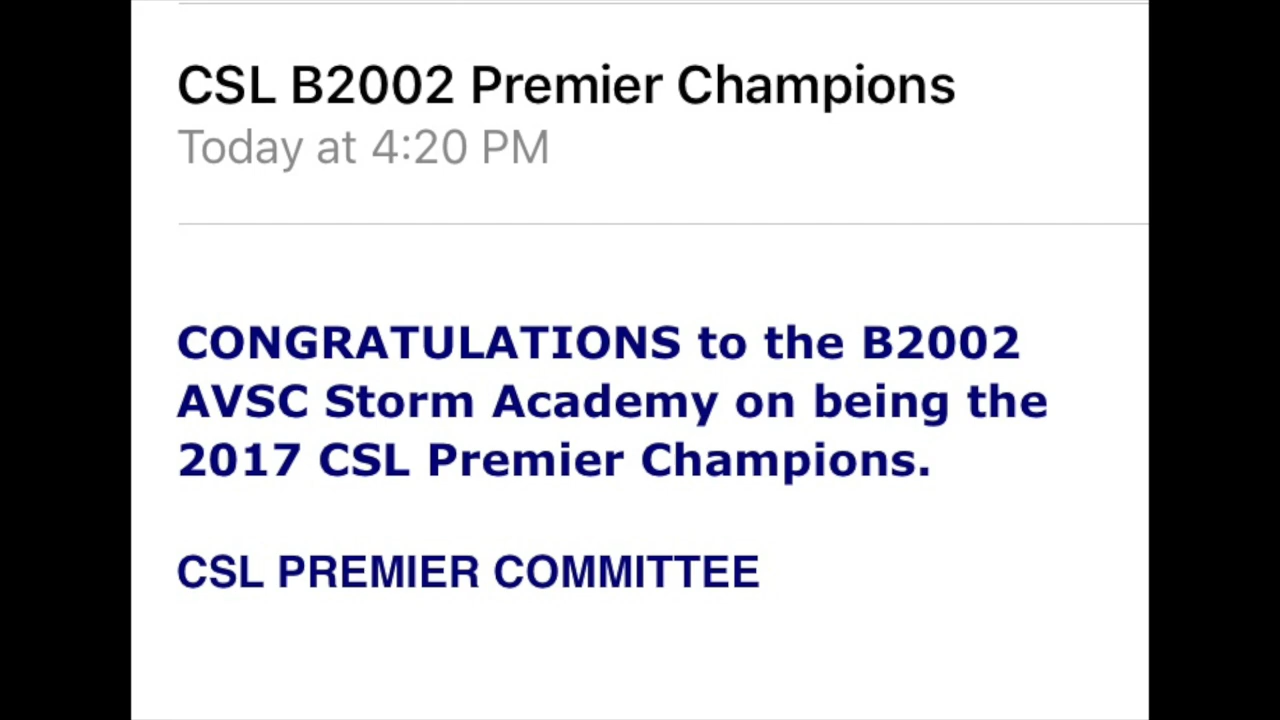 CSL B2002 Premier Champions
Today at 4:20 PM
CONGRATULATIONS to the B2002
AVSC Storm Academy on being the
2017 CSL Premier Champions.
CSL PREMIER COMMITTEE